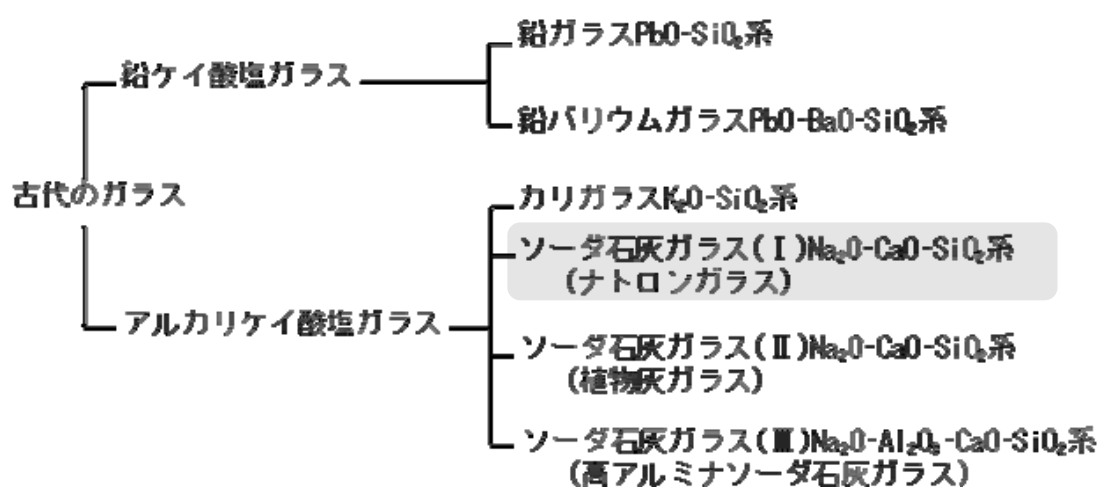 鉛ガラスPbO-SiO₂系
鉛ケイ酸塩ガラス
鉛バリウムガラスPbO-BaO-SiO₂系
古代のガラス
カリガラスK₂O-SiO₂系
ソーダ石灰ガラス(Ⅰ)Na₂O-CaO-SiO₂系
(ナトロンガラス)
アルカリケイ酸塩ガラス
ソーダ石灰ガラス(Ⅱ)Na₂O-CaO-SiO₂系
(植物灰ガラス)
ソーダ石灰ガラス(Ⅲ)Na₂O-Al₂O₃-CaO-SiO₂系
(高アルミナソーダ石灰ガラス)